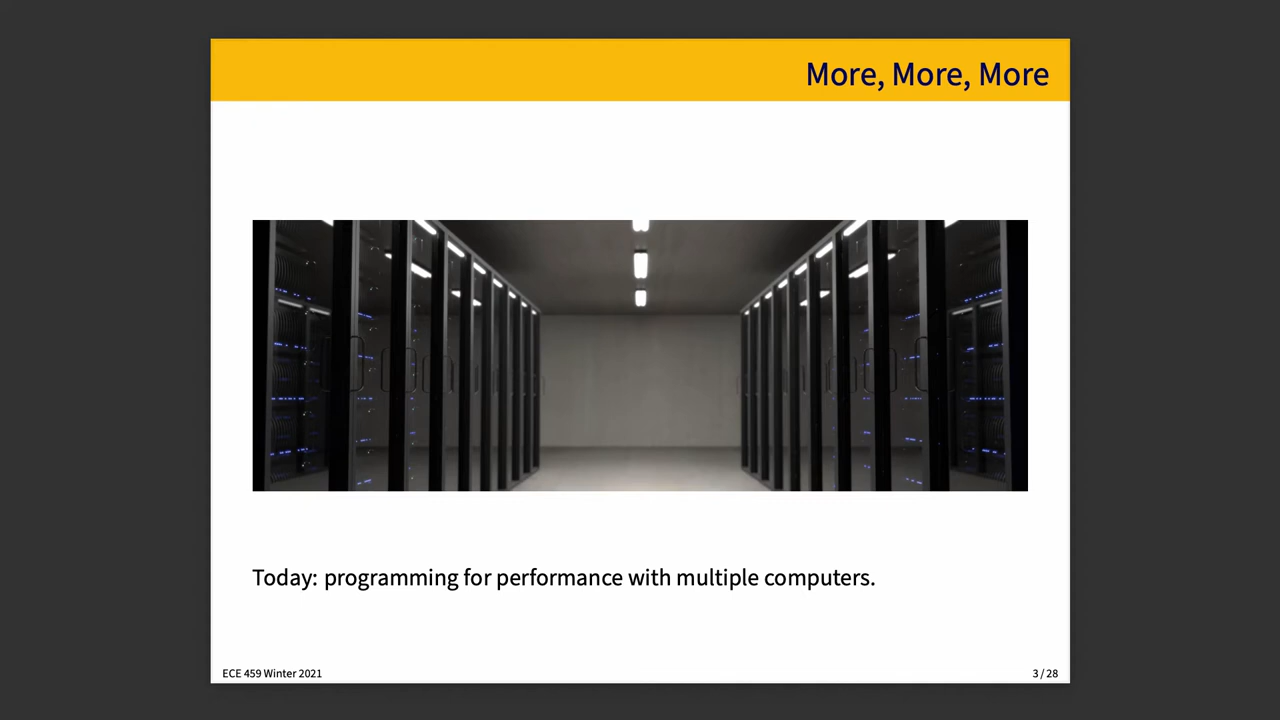 More, More, More
Today: programming for performance with multiple computers.
ECE 459 Winter 2021
3 / 28